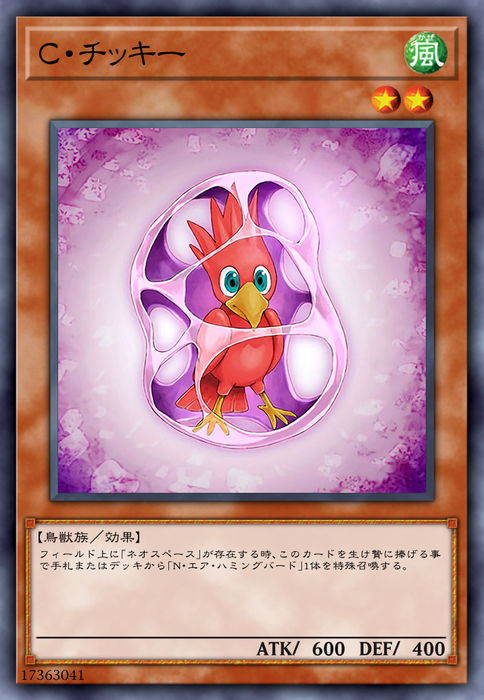 C・チッキー
風
【鳥獣族／効果】
フィールド上に「ネオスペース」が存在する時、このカードを生け贄に捧げる事
で手札またはデッキから「N・エア・ハミングバード」1体を特殊召喚する。
ATK/ 600 DEF/ 400
17363041